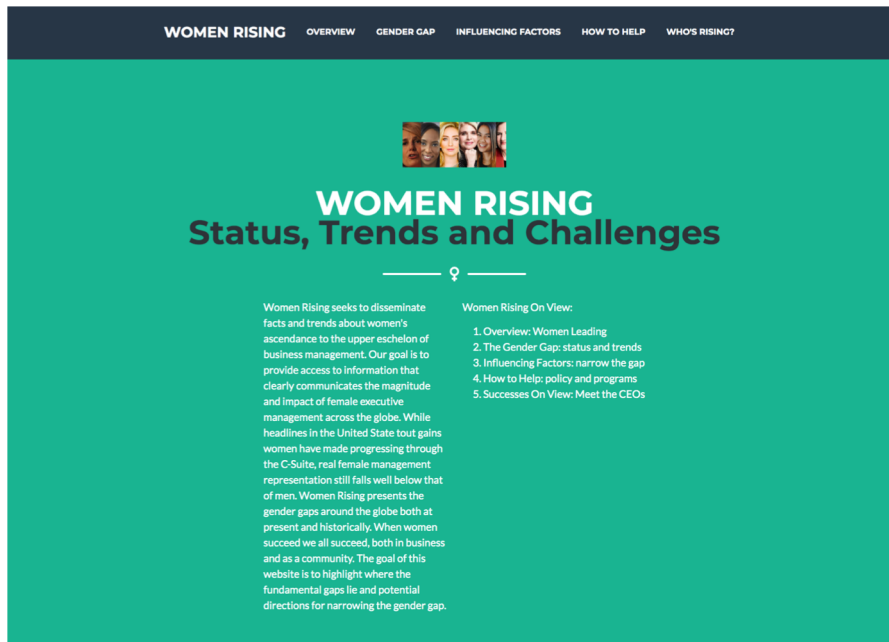 WOMEN RISING OVERVIEW GENDER GAP INFLUENCING FACTORS HOW TO HELP WHO'S RISING?
WOMEN RISING
Status, Trends and Challenges
Women Rising seeks to disseminate
facts and trends about women's
ascendance to the upper eschelon of
business management. Our goal is to
provide access to information that
clearly communicates the magnitude
and impact of female executive
management across the globe. While
headlines in the United State tout gains
women have made progressing through
the C-Suite, real female management
representation still falls well below that
of men. Women Rising presents the
gender gaps around the globe both at
present and historically. When women
succeed we all succeed, both in business
and as a community. The goal of this
website is to highlight where the
fundamental gaps lie and potential
directions for narrowing the gender gap.
Women Rising On View:
1. Overview: Women Leading
2. The Gender Gap: status and trends
3. Influencing Factors: narrow the gap
4. How to Help: policy and programs
5. Successes On View: Meet the CEOs